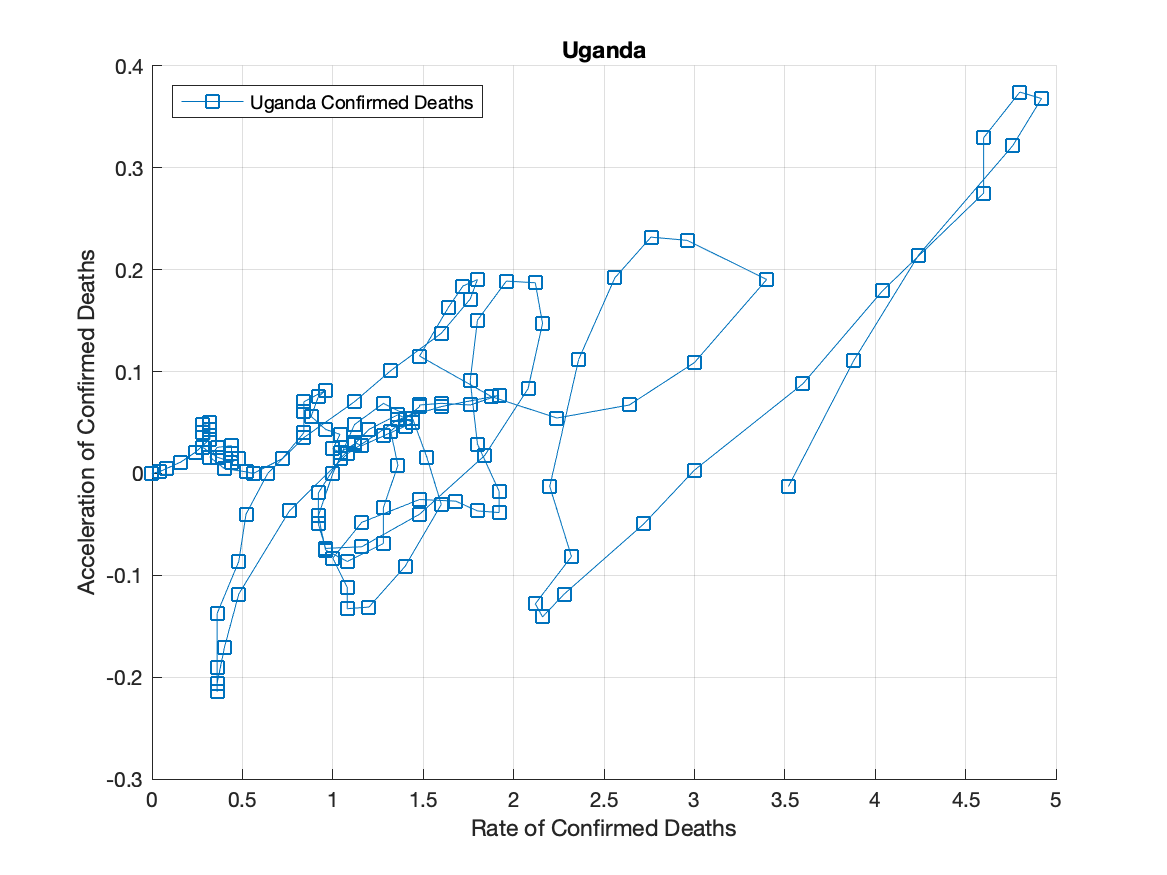 Uganda
Uganda Confirmed Deaths
0.4
0.3
0.2
0.1
0
-0.1
-0.2
-0.3
Acceleration of Confirmed Deaths
0 0.5 1 1.5 2 2.5 3 3.5 4 4.5 5
Rate of Confirmed Deaths